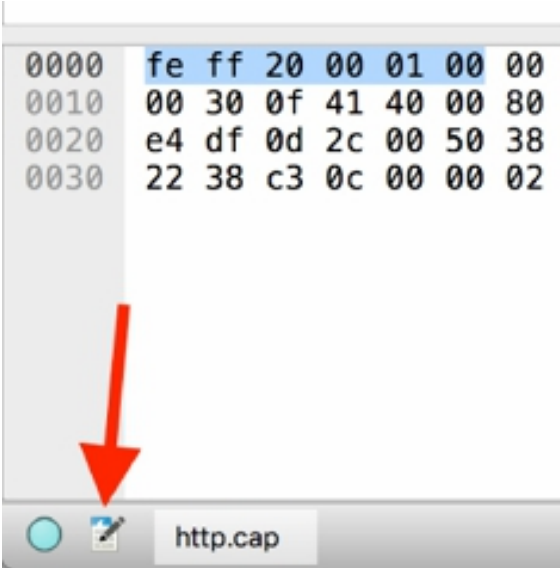 0000 fe ff 20 00 01 00 00
0010 00 30 0f 41 40 00 80
0020 e4 df 0d 2c 00 50 38
0030 22 38 c3 0c 00 00 02
http.cap